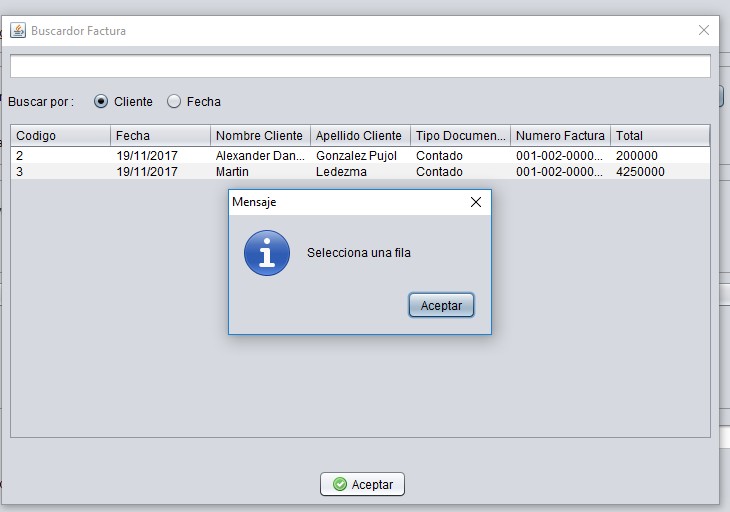 Buscardor Factura
Buscar por : Cliente Fecha
Codigo Fecha Nombre Cliente Apellido Cliente Tipo Documen... Numero Factura Total
2 19/11/2017 Alexander Dan... Gonzalez Pujol Contado 001-002-0000... 200000
3 19/11/2017 Martin Ledezma Contado 001-002-0000... 4250000
Mensaje
Selecciona una fila
Aceptar
Aceptar